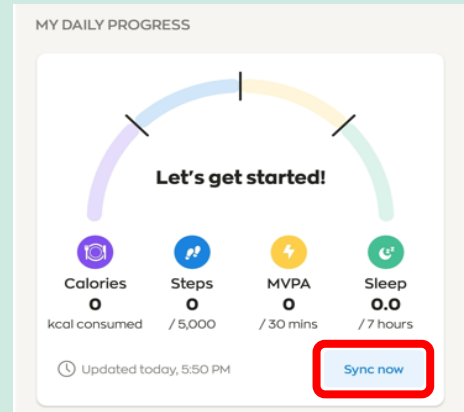 MY DAILY PROGRESS
Let's get started!
Calories Steps MVPA Sleep
0 0 0 0.0
kcal consumed / 5,000 / 30 mins / 7 hours
Updated today, 5:50 PM Sync now